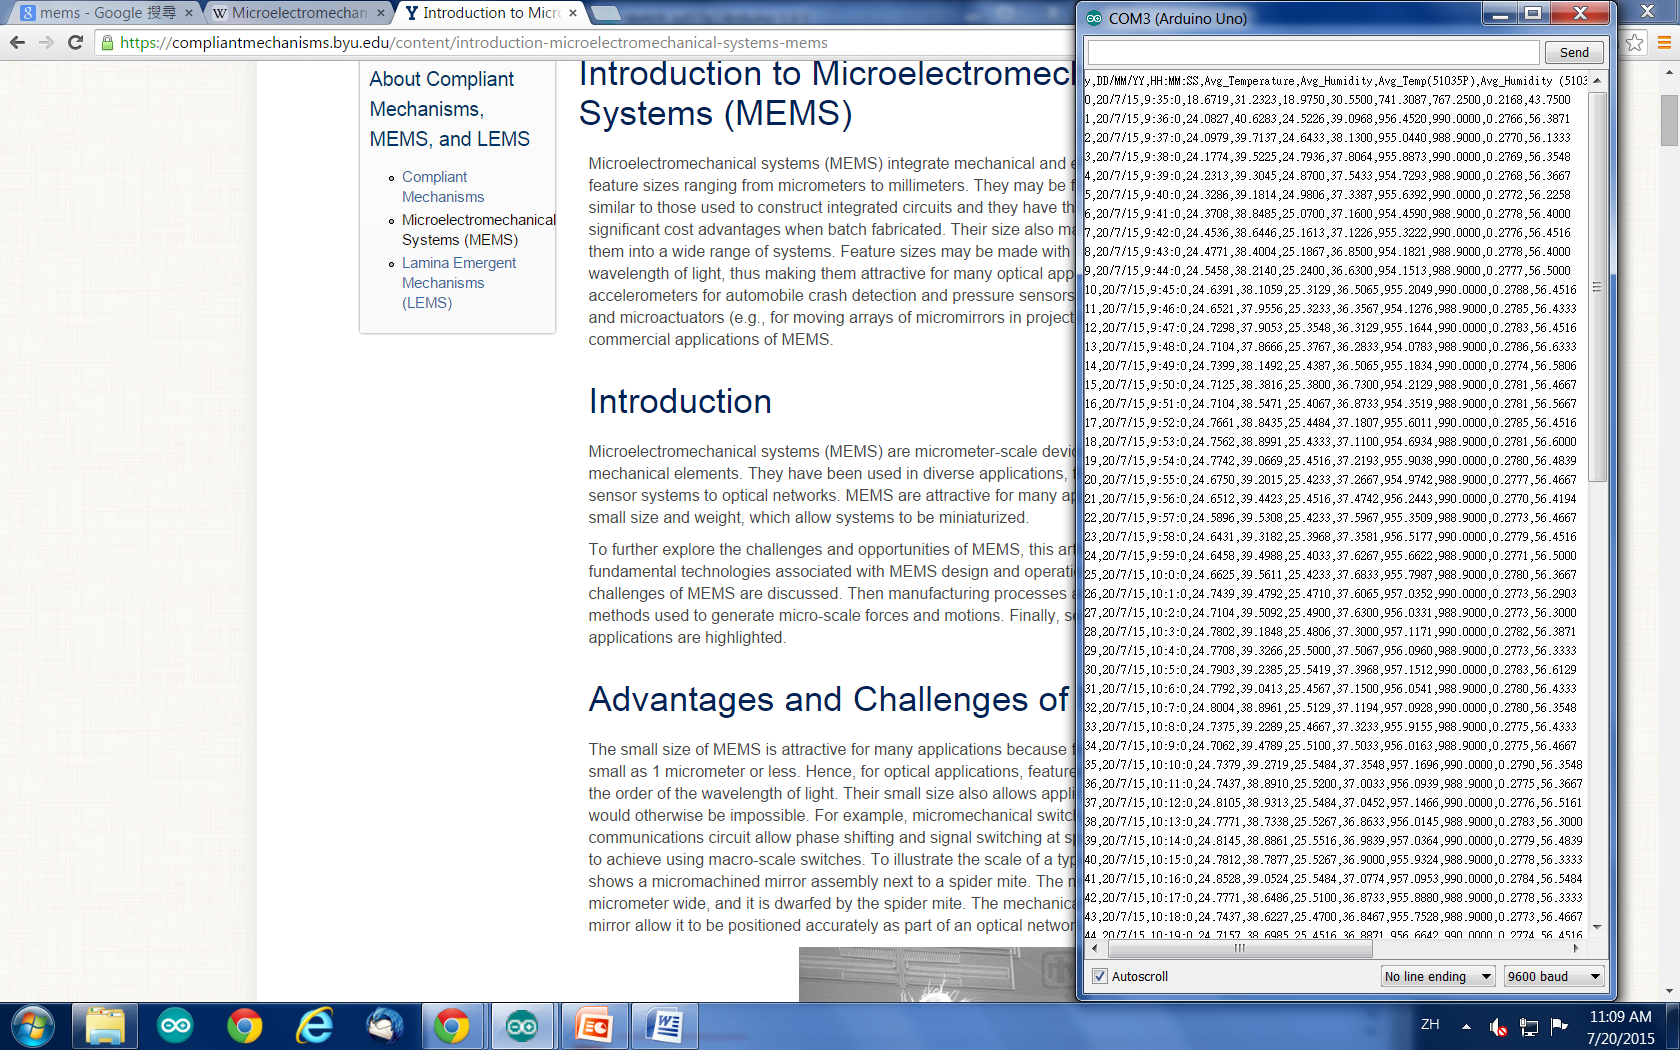 mems - Google 搜尋
Microelectromechan
Introduction to Micr
https://compliantmechanisms.byu.edu/content/introduction-microelectromechanical-systems-mems
About Compliant
Mechanisms,
MEMS, and LEMS
Compliant
Mechanisms
Microelectromechanical
Systems (MEMS)
Lamina Emergent
Mechanisms
(LEMS)
Introduction to Microelectromec
Systems (MEMS)
Microelectromechanical systems (MEMS) integrate mechanical and e
feature sizes ranging from micrometers to millimeters. They may be f
similar to those used to construct integrated circuits and they have th
significant cost advantages when batch fabricated. Their size also ma
them into a wide range of systems. Feature sizes may be made with
wavelength of light, thus making them attractive for many optical app
accelerometers for automobile crash detection and pressure sensors
and microactuators (e.g., for moving arrays of micromirrors in project
commercial applications of MEMS.
Introduction
Microelectromechanical systems (MEMS) are micrometer-scale devic
mechanical elements. They have been used in diverse applications, f
sensor systems to optical networks. MEMS are attractive for many ap
small size and weight, which allow systems to be miniaturized.
To further explore the challenges and opportunities of MEMS, this art
fundamental technologies associated with MEMS design and operatio
challenges of MEMS are discussed. Then manufacturing processes a
methods used to generate micro-scale forces and motions. Finally, se
applications are highlighted.
Advantages and Challenges of
The small size of MEMS is attractive for many applications because f
small as 1 micrometer or less. Hence, for optical applications, feature
the order of the wavelength of light. Their small size also allows appli
would otherwise be impossible. For example, micromechanical switch
communications circuit allow phase shifting and signal switching at sp
to achieve using macro-scale switches. To illustrate the scale of a typ
shows a micromachined mirror assembly next to a spider mite. The m
micrometer wide, and it is dwarfed by the spider mite. The mechanica
mirror allow it to be positioned accurately as part of an optical networ
COM3 (Arduino Uno)
Send
y,DD/MM/YY,HH:MM:SS,Avg_Temperature,Avg_Humidity,Avg_Temp(51035P),Avg_Humidity (5103
0,20/7/15,9:35:0,18.6719,31.2323,18.9750,30.5500,741.3087,767.2500,0.2168,43.7500
1,20/7/15,9:36:0,24.0827,40.6283,24.5226,39.0968,956.4520,990.0000,0.2766,56.3871
2,20/7/15,9:37:0,24.0979,39.7137,24.6433,38.1300,955.0440,988.9000,0.2770,56.1333
3,20/7/15,9:38:0,24.1774,39.5225,24.7936,37.8064,955.8873,990.0000,0.2769,56.3548
4,20/7/15,9:39:0,24.2313,39.3045,24.8700,37.5433,954.7293,988.9000,0.2768,56.3667
5,20/7/15,9:40:0,24.3286,39.1814,24.9806,37.3387,955.6392,990.0000,0.2772,56.2258
6,20/7/15,9:41:0,24.3708,38.8485,25.0700,37.1600,954.4590,988.9000,0.2778,56.4000
7,20/7/15,9:42:0,24.4536,38.6446,25.1613,37.1226,955.3222,990.0000,0.2776,56.4516
8,20/7/15,9:43:0,24.4771,38.4004,25.1867,36.8500,954.1821,988.9000,0.2778,56.4000
9,20/7/15,9:44:0,24.5458,38.2140,25.2400,36.6300,954.1513,988.9000,0.2777,56.5000
10,20/7/15,9:45:0,24.6391,38.1059,25.3129,36.5065,955.2049,990.0000,0.2788,56.4516
11,20/7/15,9:46:0,24.6521,37.9556,25.3233,36.3567,954.1276,988.9000,0.2785,56.4333
12,20/7/15,9:47:0,24.7298,37.9053,25.3548,36.3129,955.1644,990.0000,0.2783,56.4516
13,20/7/15,9:48:0,24.7104,37.8666,25.3767,36.2833,954.0783,988.9000,0.2786,56.6333
14,20/7/15,9:49:0,24.7399,38.1492,25.4387,36.5065,955.1834,990.0000,0.2774,56.5806
15,20/7/15,9:50:0,24.7125,38.3816,25.3800,36.7300,954.2129,988.9000,0.2781,56.4667
16,20/7/15,9:51:0,24.7104,38.5471,25.4067,36.8733,954.3519,988.9000,0.2781,56.5667
17,20/7/15,9:52:0,24.7661,38.8435,25.4484,37.1807,955.6011,990.0000,0.2785,56.4516
18,20/7/15,9:53:0,24.7562,38.8991,25.4333,37.1100,954.6934,988.9000,0.2781,56.6000
19,20/7/15,9:54:0,24.7742,39.0669,25.4516,37.2193,955.9038,990.0000,0.2780,56.4839
20,20/7/15,9:55:0,24.6750,39.2015,25.4233,37.2667,954.9742,988.9000,0.2777,56.4667
21,20/7/15,9:56:0,24.6512,39.4423,25.4516,37.4742,956.2443,990.0000,0.2770,56.4194
22,20/7/15,9:57:0,24.5896,39.5308,25.4233,37.5967,955.3509,988.9000,0.2773,56.4667
23,20/7/15,9:58:0,24.6431,39.3182,25.3968,37.3581,956.5177,990.0000,0.2779,56.4516
24,20/7/15,9:59:0,24.6458,39.4988,25.4033,37.6267,955.6622,988.9000,0.2771,56.5000
25,20/7/15,10:0:0,24.6625,39.5611,25.4233,37.6833,955.7987,988.9000,0.2780,56.3667
26,20/7/15,10:1:0,24.7439,39.4792,25.4710,37.6065,957.0352,990.0000,0.2773,56.2903
27,20/7/15,10:2:0,24.7104,39.5092,25.4900,37.6300,956.0331,988.9000,0.2773,56.3000
28,20/7/15,10:3:0,24.7802,39.1848,25.4806,37.3000,957.1171,990.0000,0.2782,56.3871
29,20/7/15,10:4:0,24.7708,39.3266,25.5000,37.5067,956.0960,988.9000,0.2773,56.3333
30,20/7/15,10:5:0,24.7903,39.2385,25.5419,37.3968,957.1512,990.0000,0.2783,56.6129
31,20/7/15,10:6:0,24.7792,39.0413,25.4567,37.1500,956.0541,988.9000,0.2780,56.4333
32,20/7/15,10:7:0,24.8004,38.8961,25.5129,37.1194,957.0928,990.0000,0.2780,56.3548
33,20/7/15,10:8:0,24.7375,39.2289,25.4667,37.3233,955.9155,988.9000,0.2775,56.4333
34,20/7/15,10:9:0,24.7062,39.4789,25.5100,37.5033,956.0163,988.9000,0.2775,56.4667
35,20/7/15,10:10:0,24.7379,39.2719,25.5484,37.3548,957.1696,990.0000,0.2790,56.3548
36,20/7/15,10:11:0,24.7437,38.8910,25.5200,37.0033,956.0939,988.9000,0.2775,56.3667
37,20/7/15,10:12:0,24.8105,38.9313,25.5484,37.0452,957.1466,990.0000,0.2776,56.5161
38,20/7/15,10:13:0,24.7771,38.7338,25.5267,36.8633,956.0145,988.9000,0.2783,56.3000
39,20/7/15,10:14:0,24.8145,38.8861,25.5516,36.9839,957.0364,990.0000,0.2779,56.4839
40,20/7/15,10:15:0,24.7812,38.7877,25.5267,36.9000,955.9324,988.9000,0.2778,56.3333
41,20/7/15,10:16:0,24.8528,39.0524,25.5484,37.0774,957.0953,990.0000,0.2784,56.5484
42,20/7/15,10:17:0,24.7771,38.6486,25.5100,36.8733,955.8880,988.9000,0.2778,56.3333
43,20/7/15,10:18:0,24.7437,38.6227,25.4700,36.8467,955.7528,988.9000,0.2773,56.4667
44,20/7/15,10:19:0,24.7157,38.6985,25.4516,36.8871,956.6642,990.0000,0.2774,56.4516
Autoscroll
No line ending
9600 baud
ZH
11:09 AM
7/20/2015